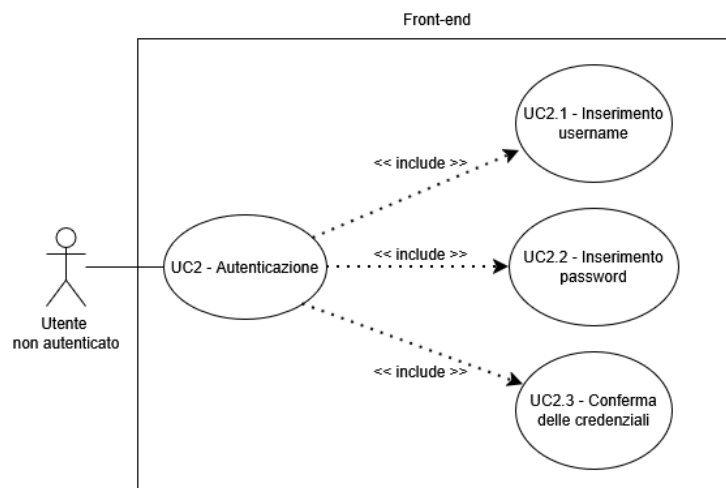 Front-end
UC2.1 - Inserimento
username
<< include >>
UC2 - Autenticazione
<< include >>
UC2.2 - Inserimento
password
Utente
non autenticato
<< include >>
UC2.3 - Conferma
delle credenziali